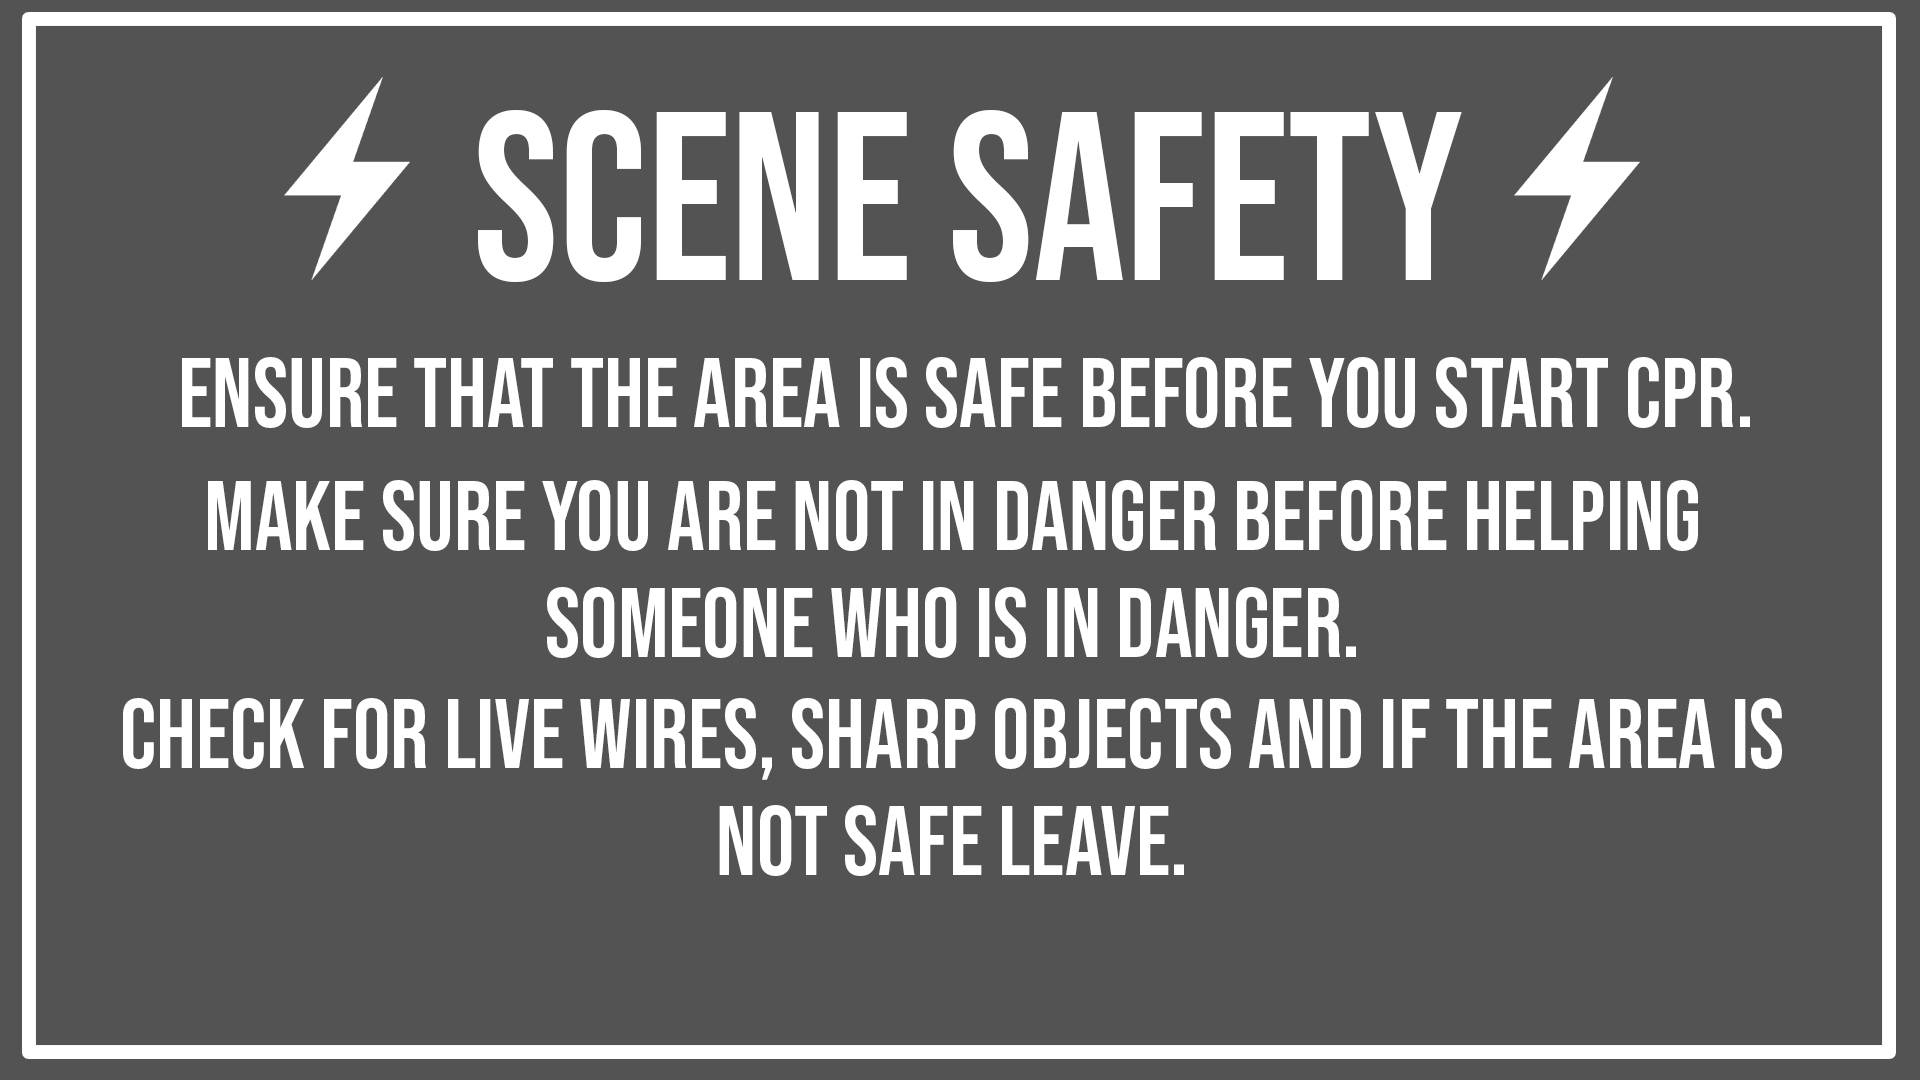 SCENE SAFETY
ENSURE THAT THE AREA IS SAFE BEFORE YOU START CPR.
MAKE SURE YOU ARE NOT IN DANGER BEFORE HELPING
SOMEONE WHO IS IN DANGER.
CHECK FOR LIVE WIRES, SHARP OBJECTS AND IF THE AREA IS
NOT SAFE LEAVE.